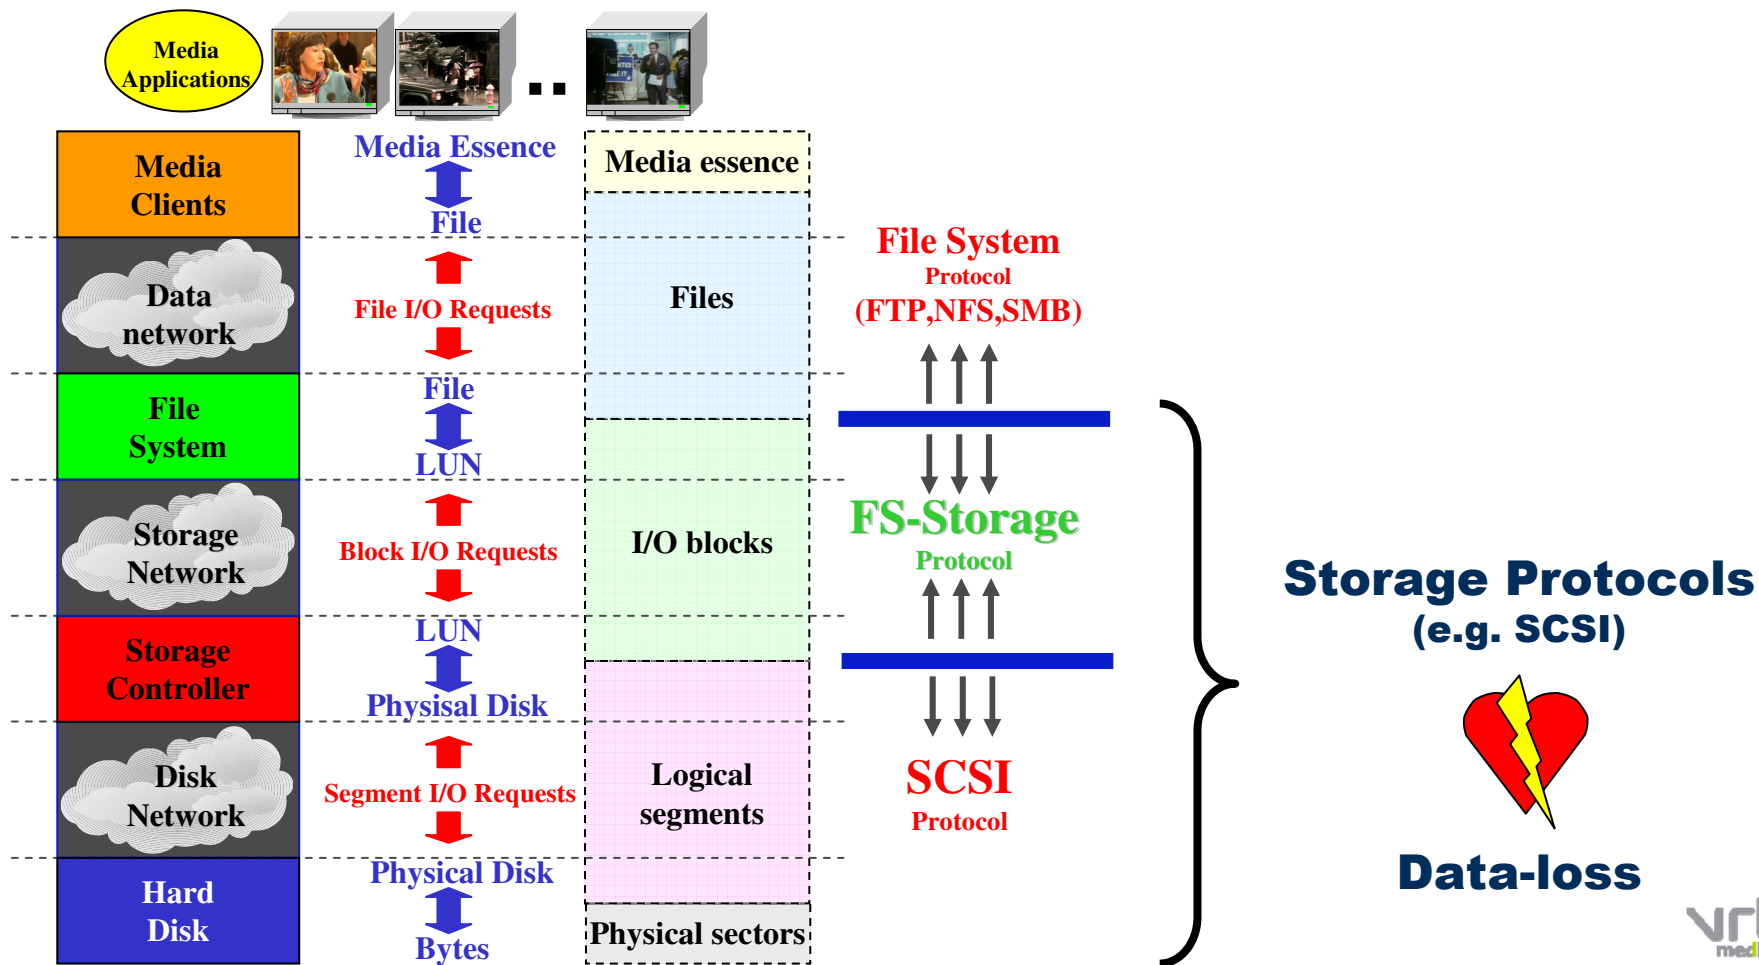 Media
Applications
Media
Clients
Data
network
File
System
Storage
Network
Storage
Controller
Disk
Network
Hard
Disk
Media Essence
File
File I/O Requests
File
LUN
Block I/O Requests
LUN
Physisal Disk
Segment I/O Requests
Physical Disk
Bytes
Media essence
Files
I/O blocks
Logical
segments
Physical sectors
File System
Protocol
(FTP,NFS,SMB)
FS-Storage
Protocol
SCSI
Protocol
Storage Protocols
(e.g. SCSI)
Data-loss